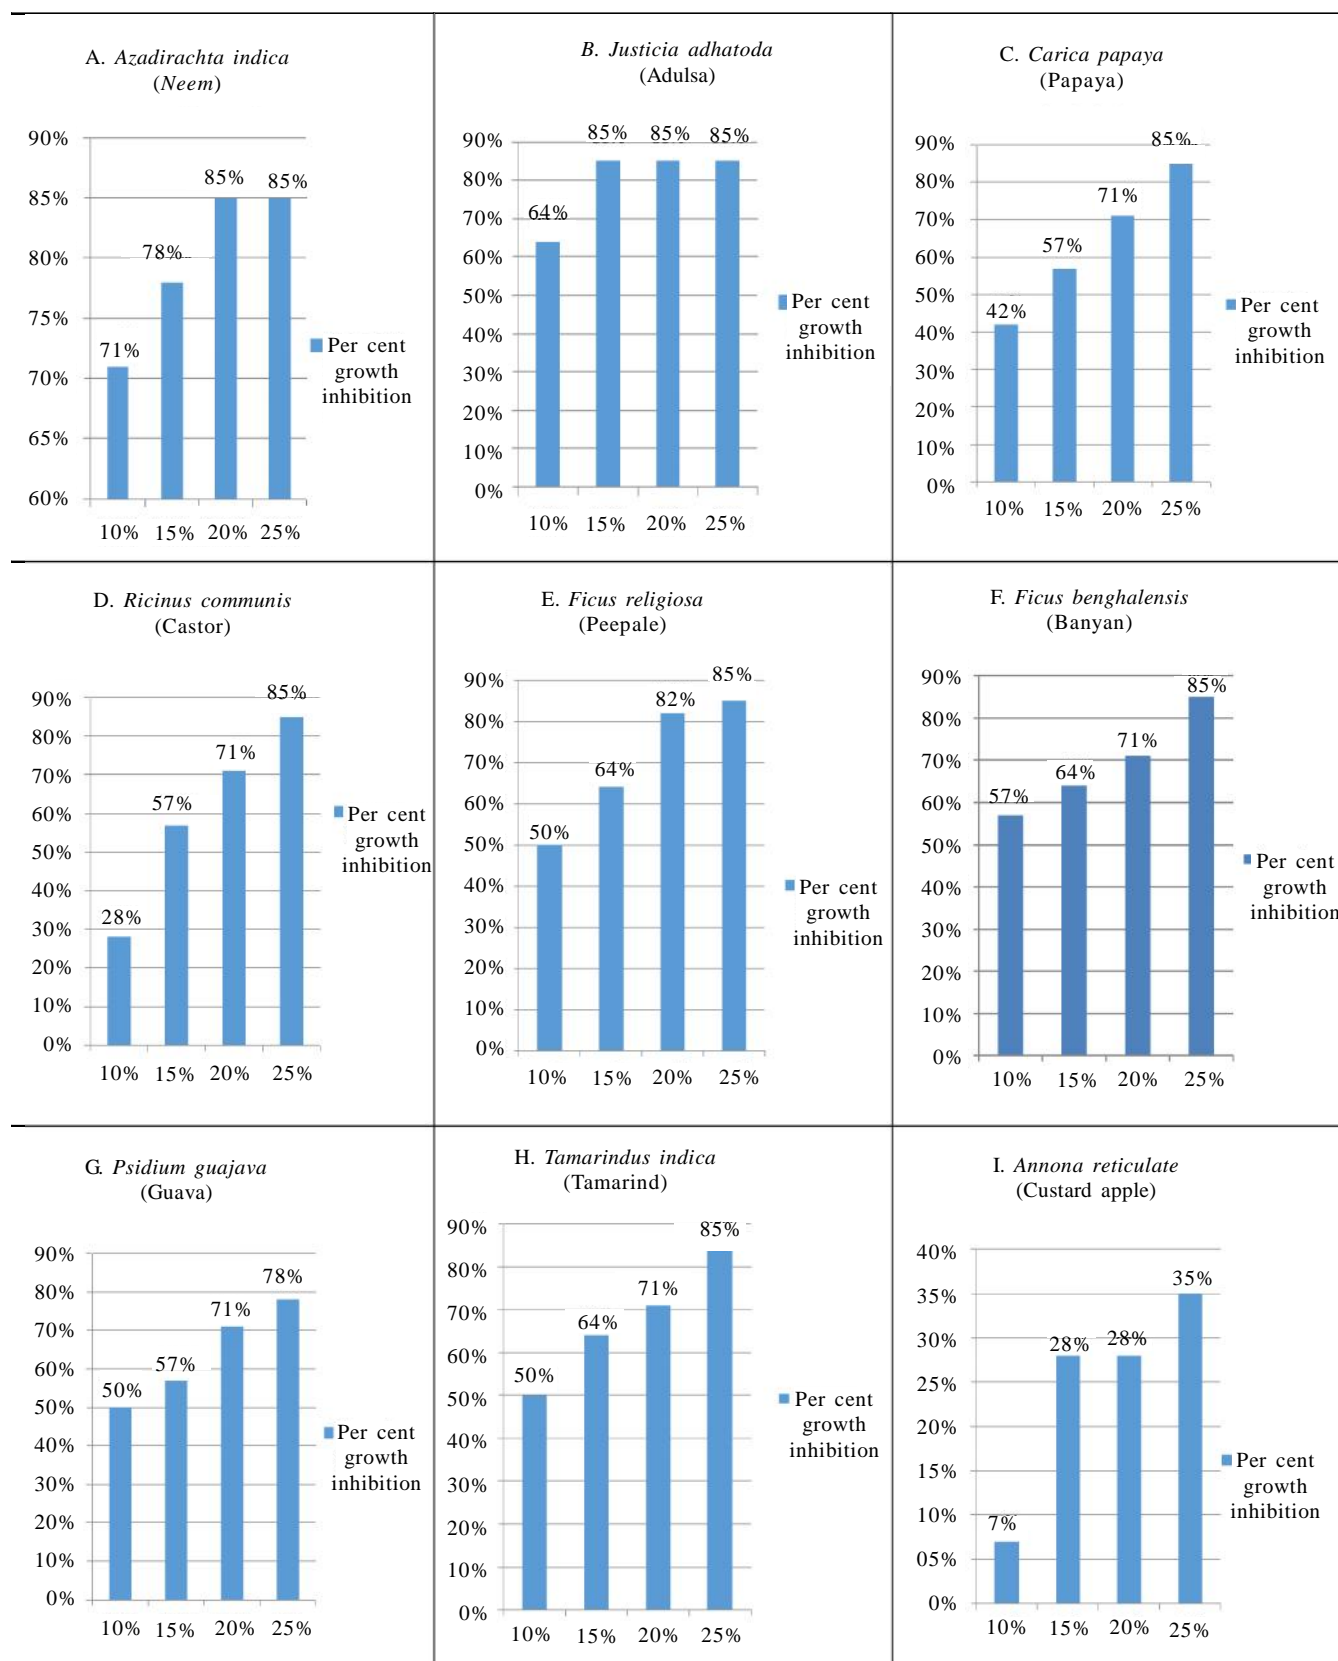 A. Azadirachta indica
(Neem)
90%
85%
80%
75%
70%
65%
60%
71%
78%
85%
85%
10% 15% 20% 25%
Per cent
growth
inhibition
B. Justicia adhatoda
(Adulsa)
90%
80%
70%
60%
50%
40%
30%
20%
10%
0%
64%
85%
85%
85%
10% 15% 20% 25%
Per cent
growth
inhibition
C. Carica papaya
(Papaya)
90%
80%
70%
60%
50%
40%
30%
20%
10%
0%
42%
57%
71%
85%
10% 15% 20% 25%
Per cent
growth
inhibition
D. Ricinus communis
(Castor)
90%
80%
70%
60%
50%
40%
30%
20%
10%
0%
28%
57%
71%
85%
10% 15% 20% 25%
Per cent
growth
inhibition
E. Ficus religiosa
(Peepale)
90%
80%
70%
60%
50%
40%
30%
20%
10%
0%
50%
64%
82%
85%
10% 15% 20% 25%
Per cent
growth
inhibition
F. Ficus benghalensis
(Banyan)
90%
80%
70%
60%
50%
40%
30%
20%
10%
0%
57%
64%
71%
85%
10% 15% 20% 25%
Per cent
growth
inhibition
G. Psidium guajava
(Guava)
90%
80%
70%
60%
50%
40%
30%
20%
10%
0%
50%
57%
71%
78%
10% 15% 20% 25%
Per cent
growth
inhibition
H. Tamarindus indica
(Tamarind)
90%
80%
70%
60%
50%
40%
30%
20%
10%
0%
50%
64%
71%
85%
10% 15% 20% 25%
Per cent
growth
inhibition
I. Annona reticulate
(Custard apple)
40%
35%
30%
25%
20%
15%
10%
05%
0%
7%
28%
28%
35%
10% 15% 20% 25%
Per cent
growth
inhibition